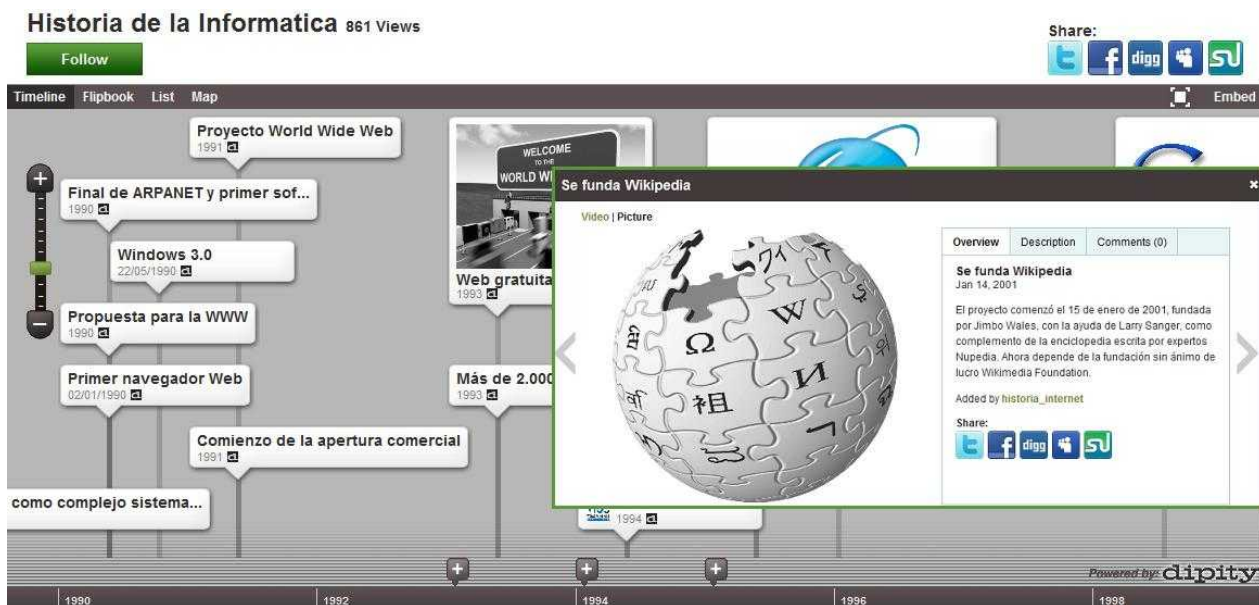 Historia de la Informatica 861 Views
Follow
Share:
digg
Timeline Flipbook List Map
Embed
Proyecto World Wide Web
1991
Final de ARPANET y primer sof...
1990
Windows 3.0
22/05/1990
Propuesta para la WWW
1990
Primer navegador Web
02/01/1990
Comienzo de la apertura comercial
1991
como complejo sistema...
WELCOME
TO THE
WORLD WI
Web gratuita
1993
Más de 2.000
1993
1994
Se funda Wikipedia
Video | Picture
Ω
W
И
祖
Overview Description Comments (0)
Se funda Wikipedia
Jan 14, 2001
El proyecto comenzó el 15 de enero de 2001, fundada
por Jimbo Wales, con la ayuda de Larry Sanger, como
complemento de la enciclopedia escrita por expertos
Nupedia. Ahora depende de la fundación sin ánimo de
lucro Wikimedia Foundation.
Added by historia_internet
Share:
digg
Powered by: dipity
1990 1992 1994 1996 1998